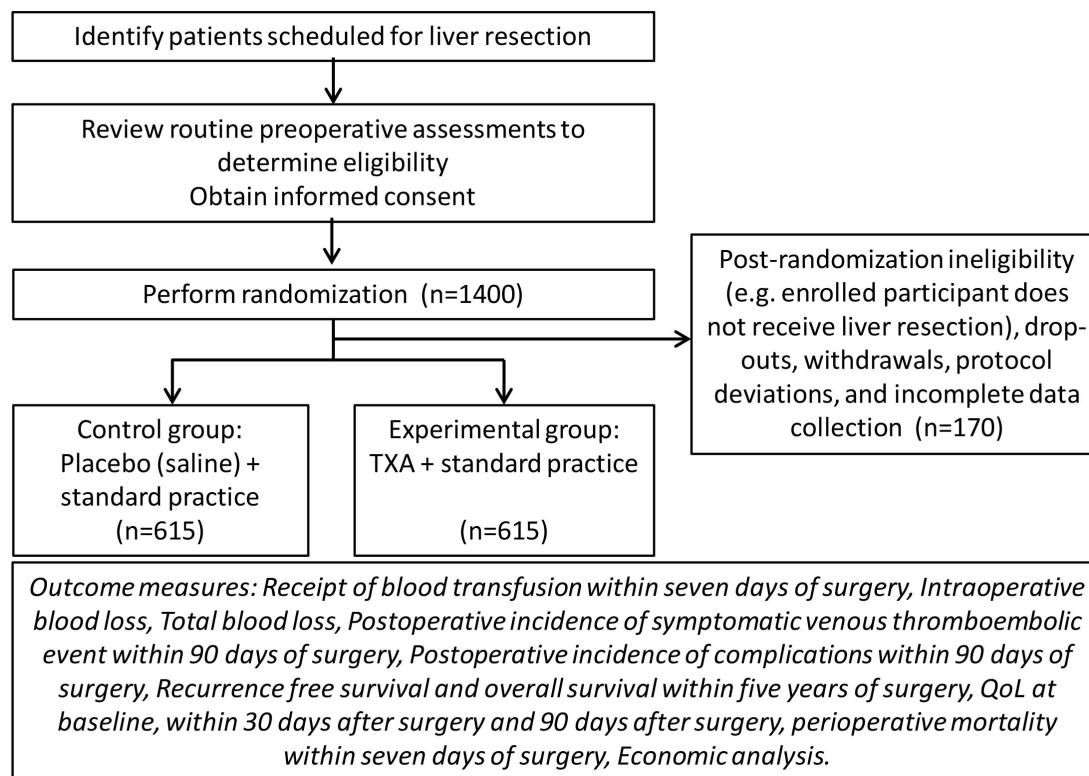 Identify patients scheduled for liver resection
Review routine preoperative assessments to
determine eligibility
Obtain informed consent
Perform randomization (n=1400)
Post-randomization ineligibility
(e.g. enrolled participant does
not receive liver resection), drop-
outs, withdrawals, protocol
deviations, and incomplete data
collection (n=170)
Control group:
Placebo (saline) +
standard practice
(n=615)
Experimental group:
TXA + standard practice
(n=615)
Outcome measures: Receipt of blood transfusion within seven days of surgery, Intraoperative
blood loss, Total blood loss, Postoperative incidence of symptomatic venous thromboembolic
event within 90 days of surgery, Postoperative incidence of complications within 90 days of
surgery, Recurrence free survival and overall survival within five years of surgery, QoL at
baseline, within 30 days after surgery and 90 days after surgery, perioperative mortality
within seven days of surgery, Economic analysis.